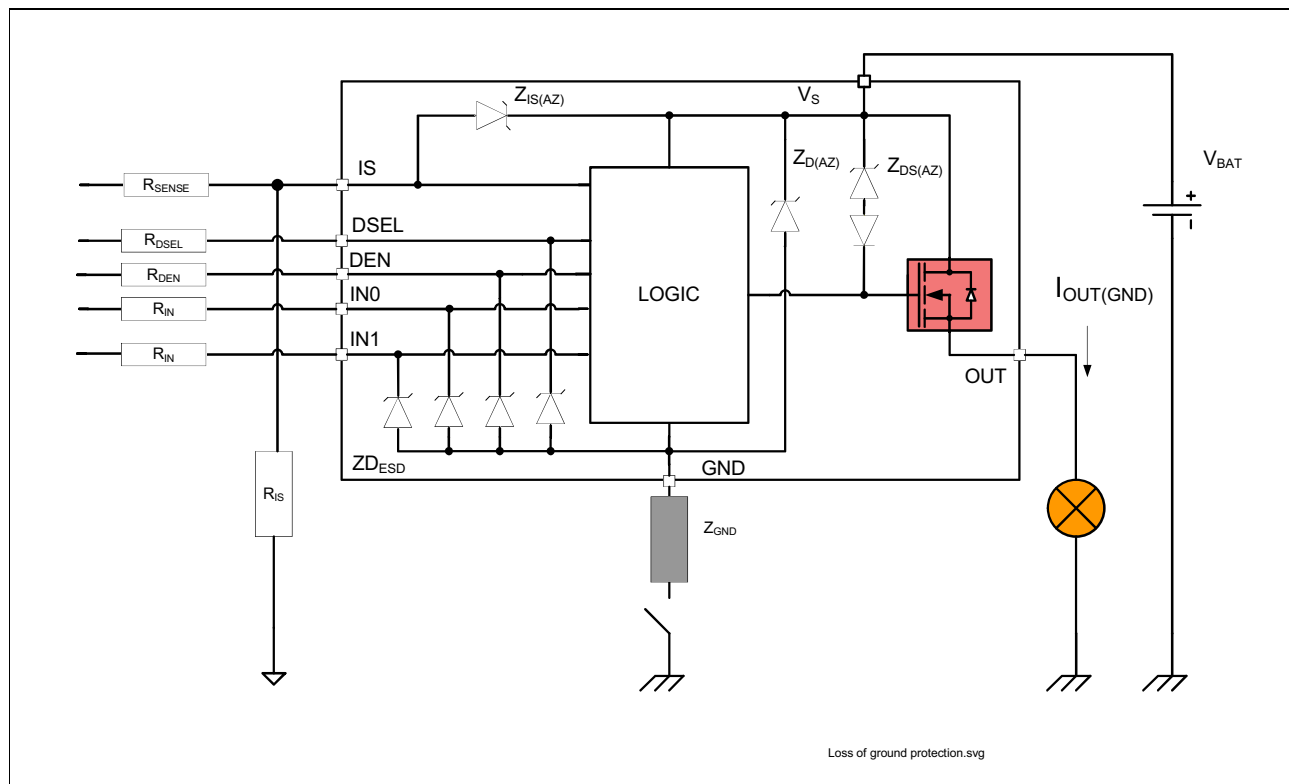 Z_IS(AZ)
V_S
Z_D(AZ)
Z_DS(AZ)
V_BAT
+
R_SENSE
IS
R_DSEL
DSEL
R_DEN
DEN
R_IN
IN0
R_IN
IN1
LOGIC
I_OUT(GND)
OUT
ZD_ESD
GND
R_IS
Z_GND
Loss of ground protection.svg